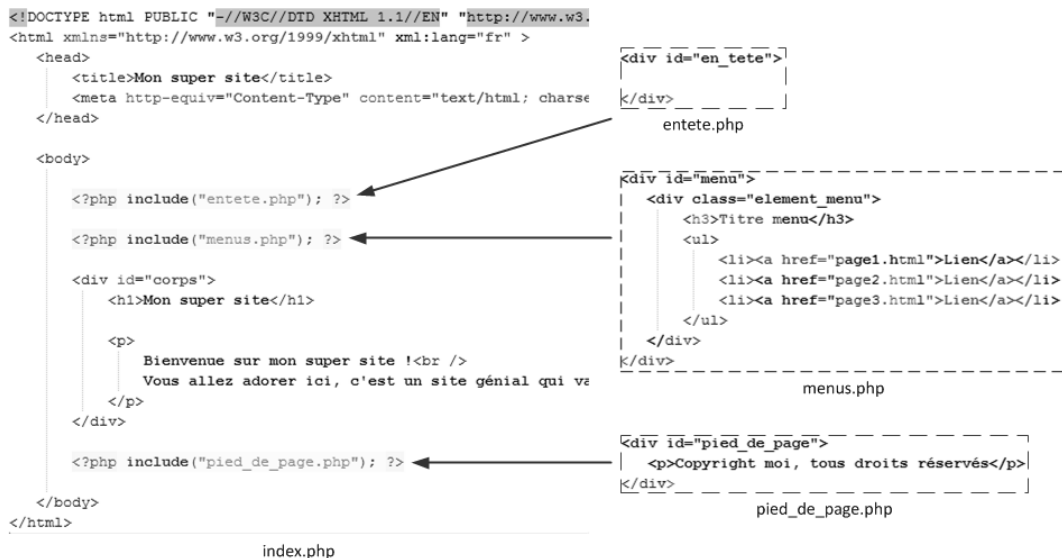 <!DOCTYPE html PUBLIC "-//W3C//DTD XHTML 1.1//EN" "http://www.w3.
<html xmlns="http://www.w3.org/1999/xhtml" xml:lang="fr" >
<head>
<title>Mon super site</title>
<meta http-equiv="Content-Type" content="text/html; charse
</head>
<body>
<?php include("entete.php"); ?>
<?php include("menus.php"); ?>
<div id="corps">
<h1>Mon super site</h1>
<p>
Bienvenue sur mon super site !<br />
Vous allez adorer ici, c'est un site génial qui va
</p>
</div>
<?php include("pied_de_page.php"); ?>
</body>
</html>
index.php
<div id="en_tete">
</div>
entete.php
<div id="menu">
<div class="element_menu">
<h3>Titre menu</h3>
<ul>
<li><a href="page1.html">Lien</a></li>
<li><a href="page2.html">Lien</a></li>
<li><a href="page3.html">Lien</a></li>
</ul>
</div>
</div>
menus.php
<div id="pied_de_page">
<p>Copyright moi, tous droits réservés</p>
</div>
pied_de_page.php